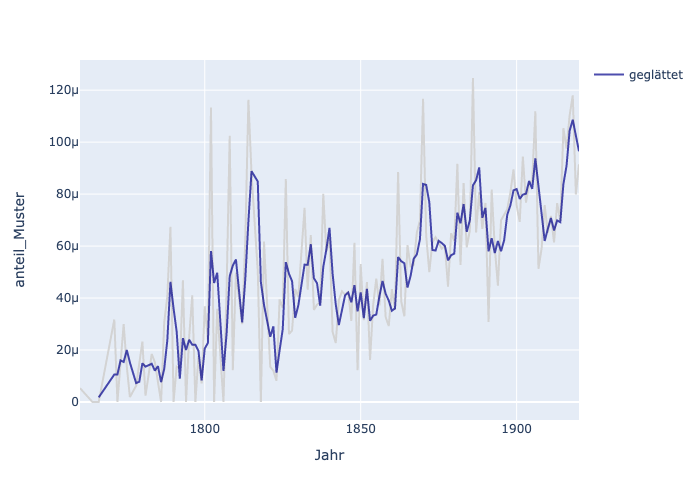 120μ
100μ
80μ
60μ
40μ
20μ
0
1800
1850
1900
Jahr
anteil_Muster
geglättet